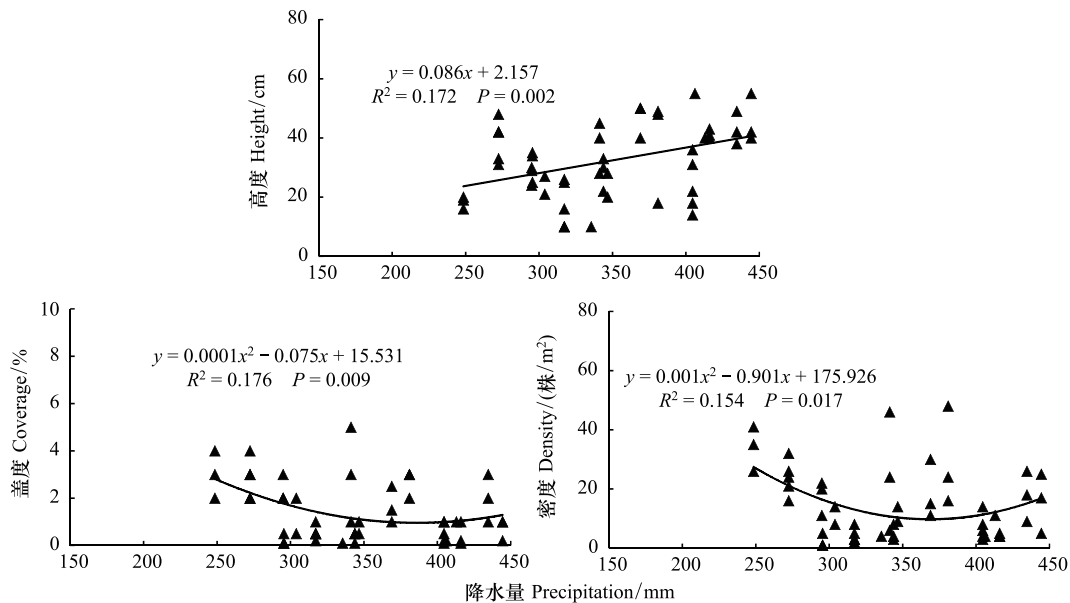 80
60
40
20
0
高度 Height/cm
y = 0.086x + 2.157
R² = 0.172 P = 0.002
150 200 250 300 350 400 450
10
8
6
4
2
0
盖度 Coverage/%
y = 0.0001x² − 0.075x + 15.531
R² = 0.176 P = 0.009
150 200 250 300 350 400 450
80
60
40
20
0
密度 Density/(株/m²)
y = 0.001x² − 0.901x + 175.926
R² = 0.154 P = 0.017
150 200 250 300 350 400 450
降水量 Precipitation/mm